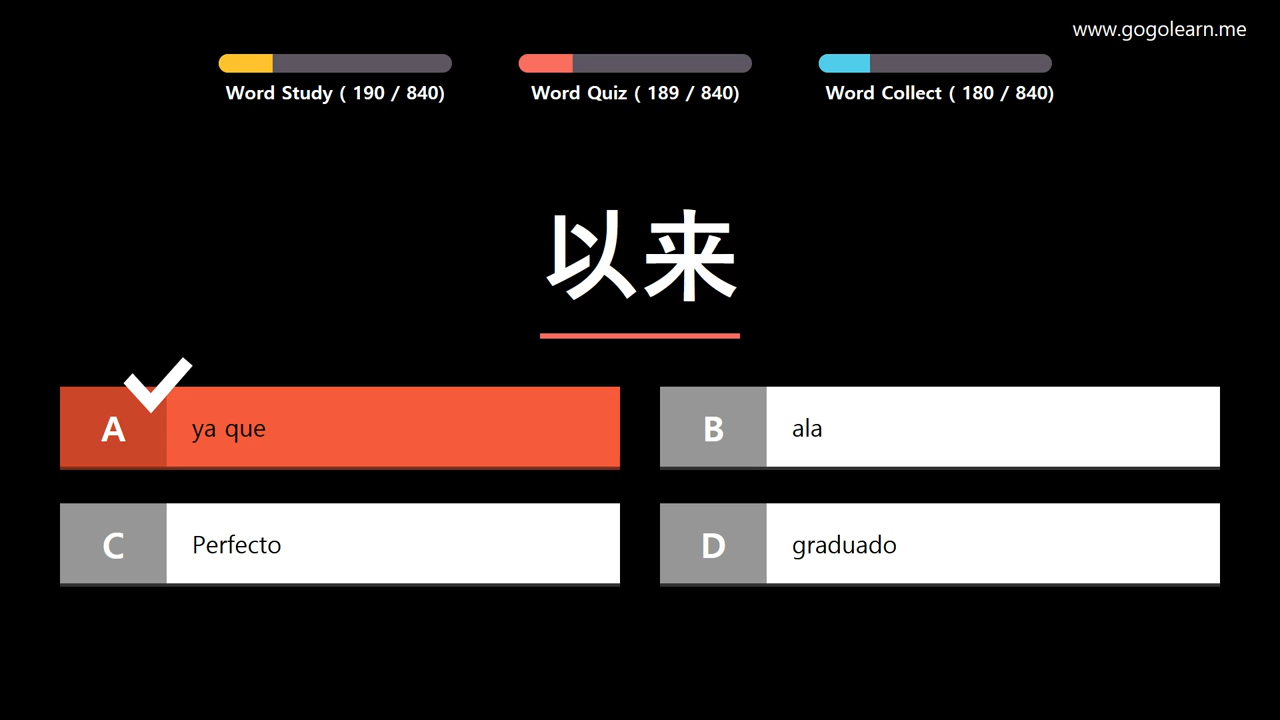 www.gogolearn.me
Word Study ( 190 / 840)
Word Quiz ( 189 / 840)
Word Collect ( 180 / 840)
以来
A ya que
B ala
C Perfecto
D graduado